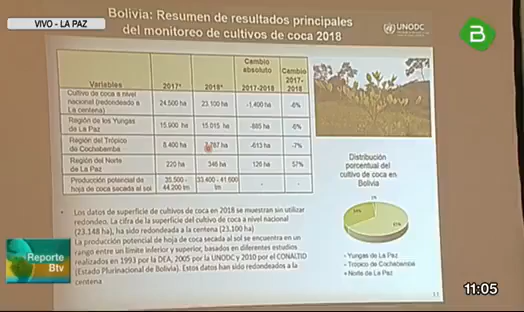 VIVO - LA PAZ
Bolivia: Resumen de resultados principales
del monitoreo de cultivos de coca 2018
UNODC
B
Variables 2017* 2018* Cambio absoluto 2017-2018 Cambio 2017-2018
Cultivo de coca a nivel nacional (redondeado a La centena) 24.500 ha 23.100 ha -1,400 ha -6%
Región de los Yungas de La Paz 15.900 ha 15.015 ha -885 ha -6%
Región del Trópico de Cochabamba 8.400 ha 7.787 ha -613 ha -7%
Región del Norte de La Paz 220 ha 346 ha 126 ha 57%
Producción potencial de hoja de coca secada al sol 35.500 - 44.200 tm 33.400 - 41.600 tm - -
Distribución
porcentual del
cultivo de coca en
Bolivia
• Los datos de superficie de cultivos de coca en 2018 se muestran sin utilizar
redondeo. La cifra de la superficie del cultivo de coca a nivel nacional
(23.148 ha), ha sido redondeada a la centena (23.100 ha)
• La producción potencial de hoja de coca secada al sol se encuentra en un
rango entre un límite inferior y superior, basados en diferentes estudios
realizados en 1993 por la DEA, 2005 por la UNODC y 2010 por el CONALTID
(Estado Plurinacional de Bolivia). Estos datos han sido redondeados a la
centena
Yungas de La Paz
Trópico de Cochabamba
Norte de La Paz
Reporte
Btv
11:05